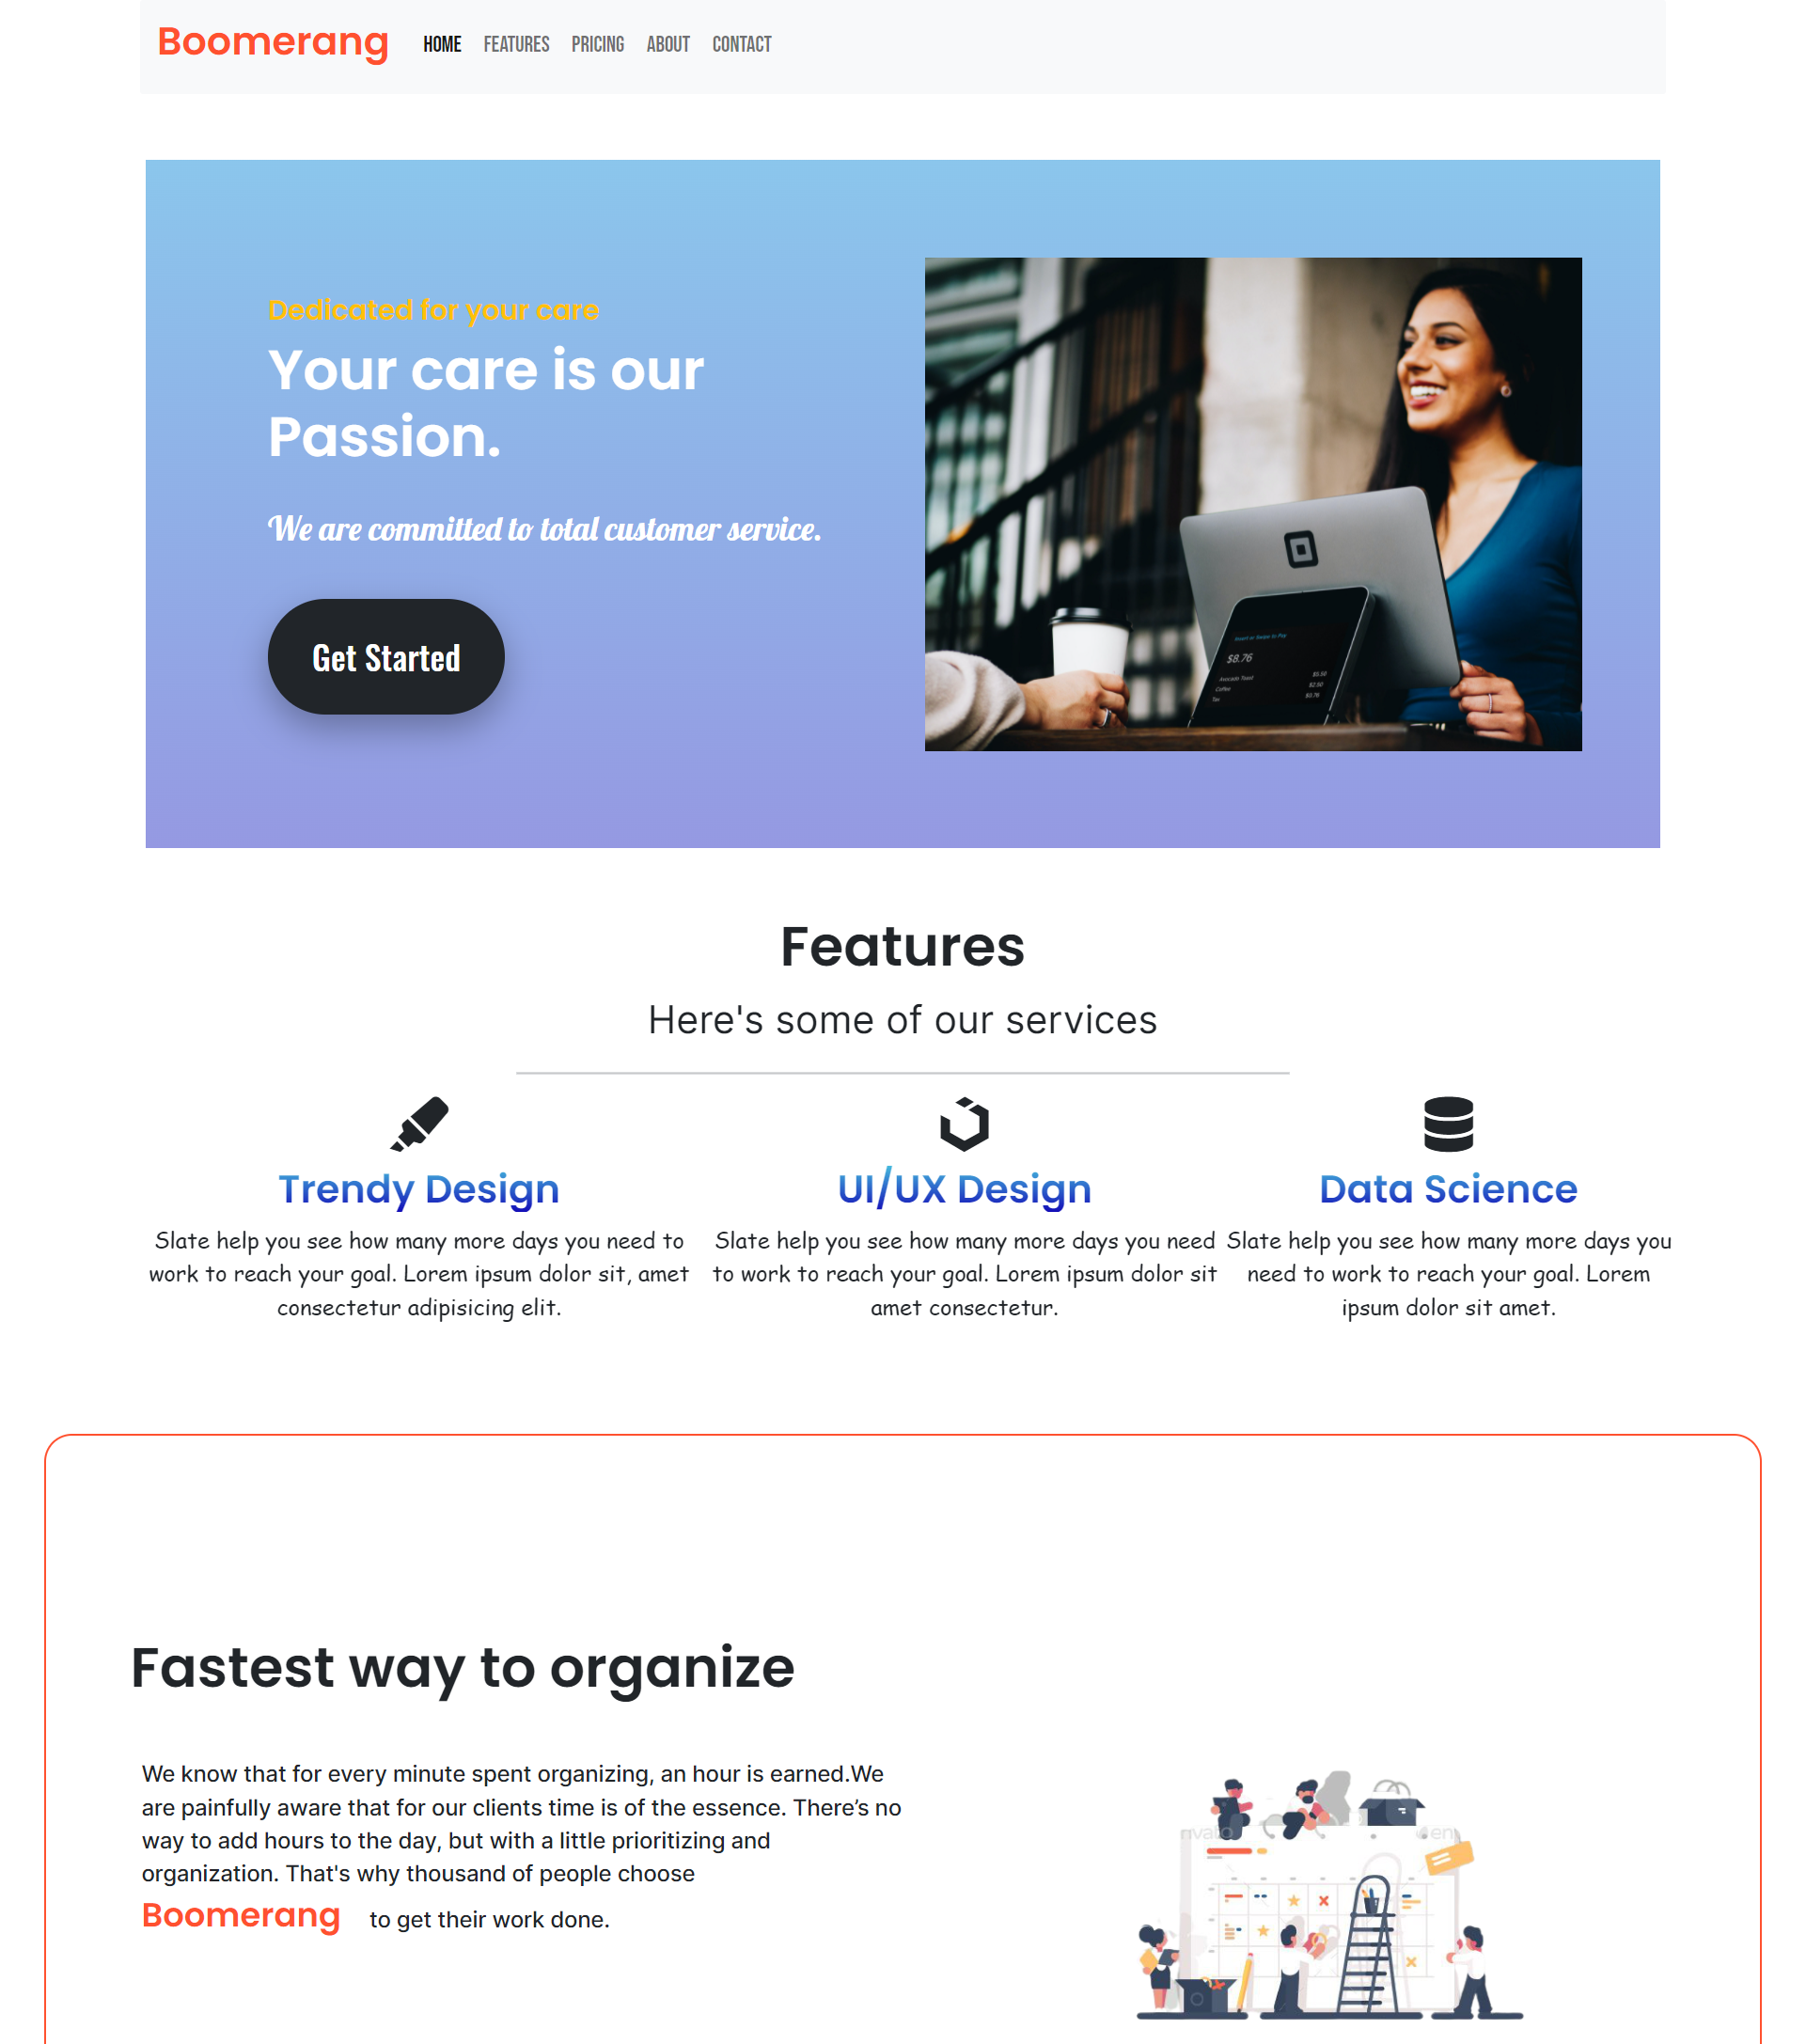 Boomerang HOME FEATURES PRICING ABOUT CONTACT
Dedicated for your care
Your care is our
Passion.
We are committed to total customer service.
Get Started
$8.76
Features
Here's some of our services
Trendy Design
Slate help you see how many more days you need to
work to reach your goal. Lorem ipsum dolor sit, amet
consectetur adipisicing elit.
UI/UX Design
Slate help you see how many more days you need
to work to reach your goal. Lorem ipsum dolor sit
amet consectetur.
Data Science
Slate help you see how many more days you
need to work to reach your goal. Lorem
ipsum dolor sit amet.
Fastest way to organize
We know that for every minute spent organizing, an hour is earned.We
are painfully aware that for our clients time is of the essence. There’s no
way to add hours to the day, but with a little prioritizing and
organization. That's why thousand of people choose
Boomerang to get their work done.